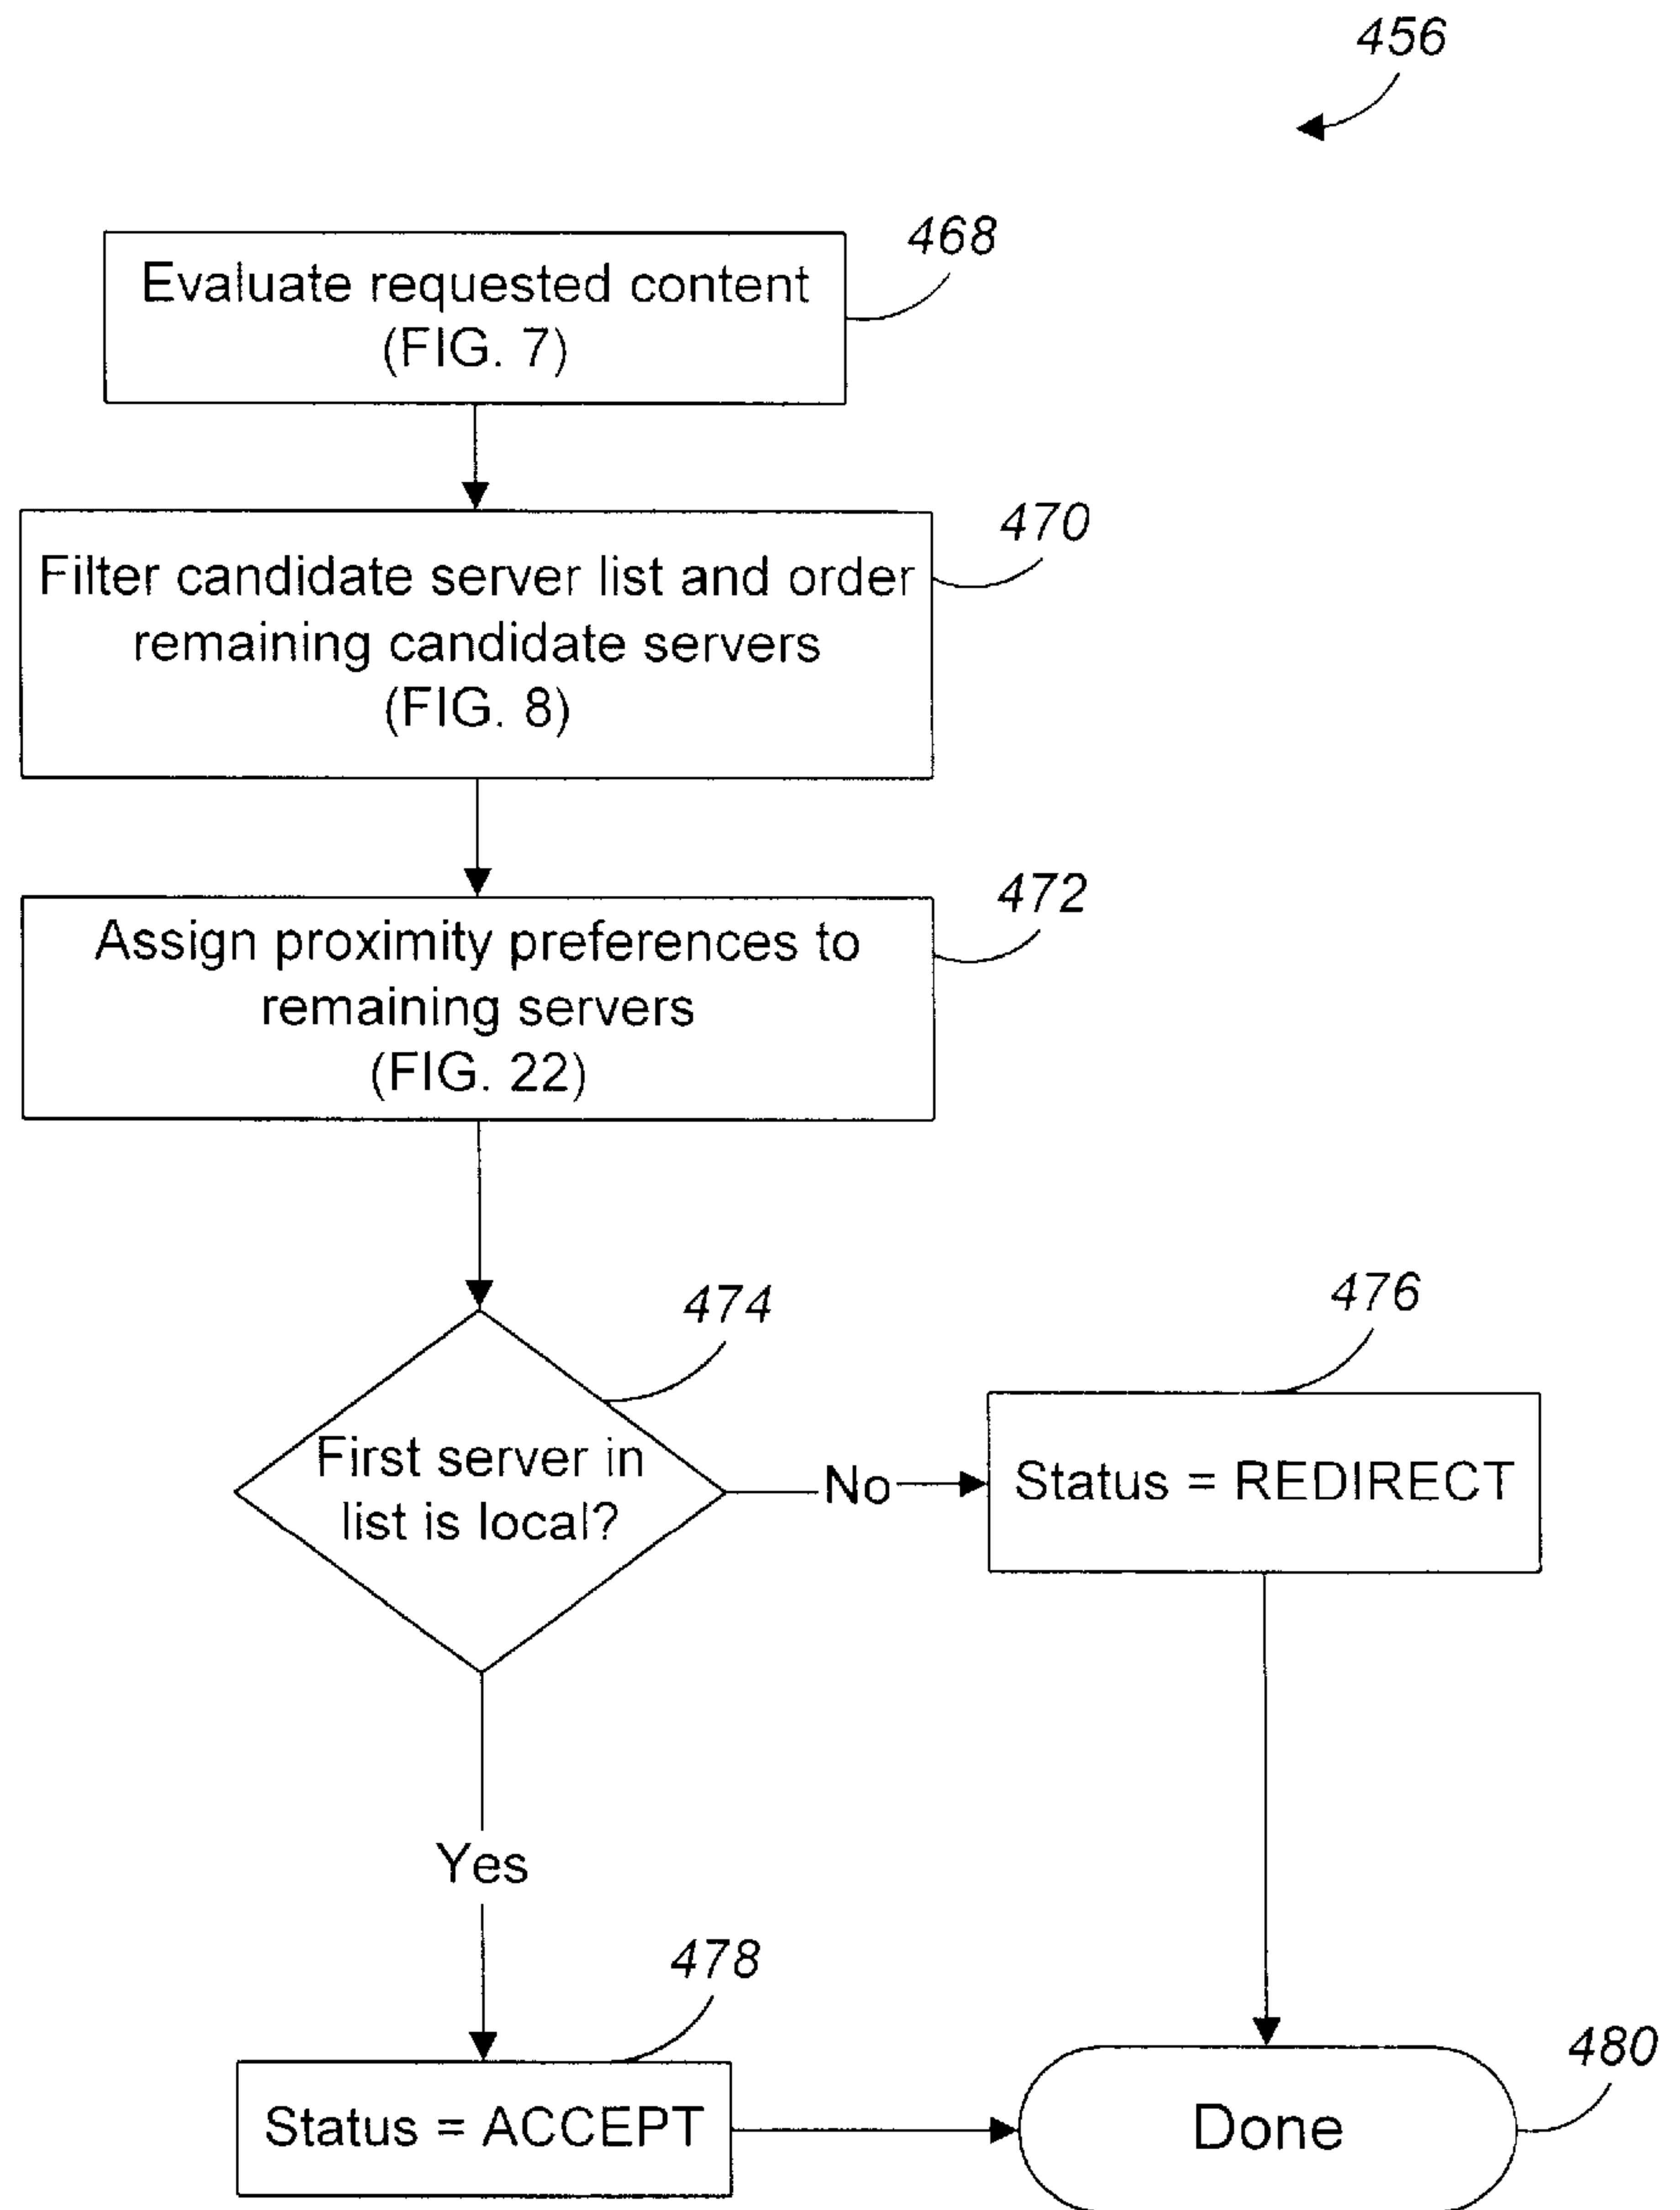 456
468
Evaluate requested content
(FIG. 7)
470
Filter candidate server list and order
remaining candidate servers
(FIG. 8)
472
Assign proximity preferences to
remaining servers
(FIG. 22)
474
476
First server in
list is local?
No
Status = REDIRECT
Yes
478
480
Status = ACCEPT
Done